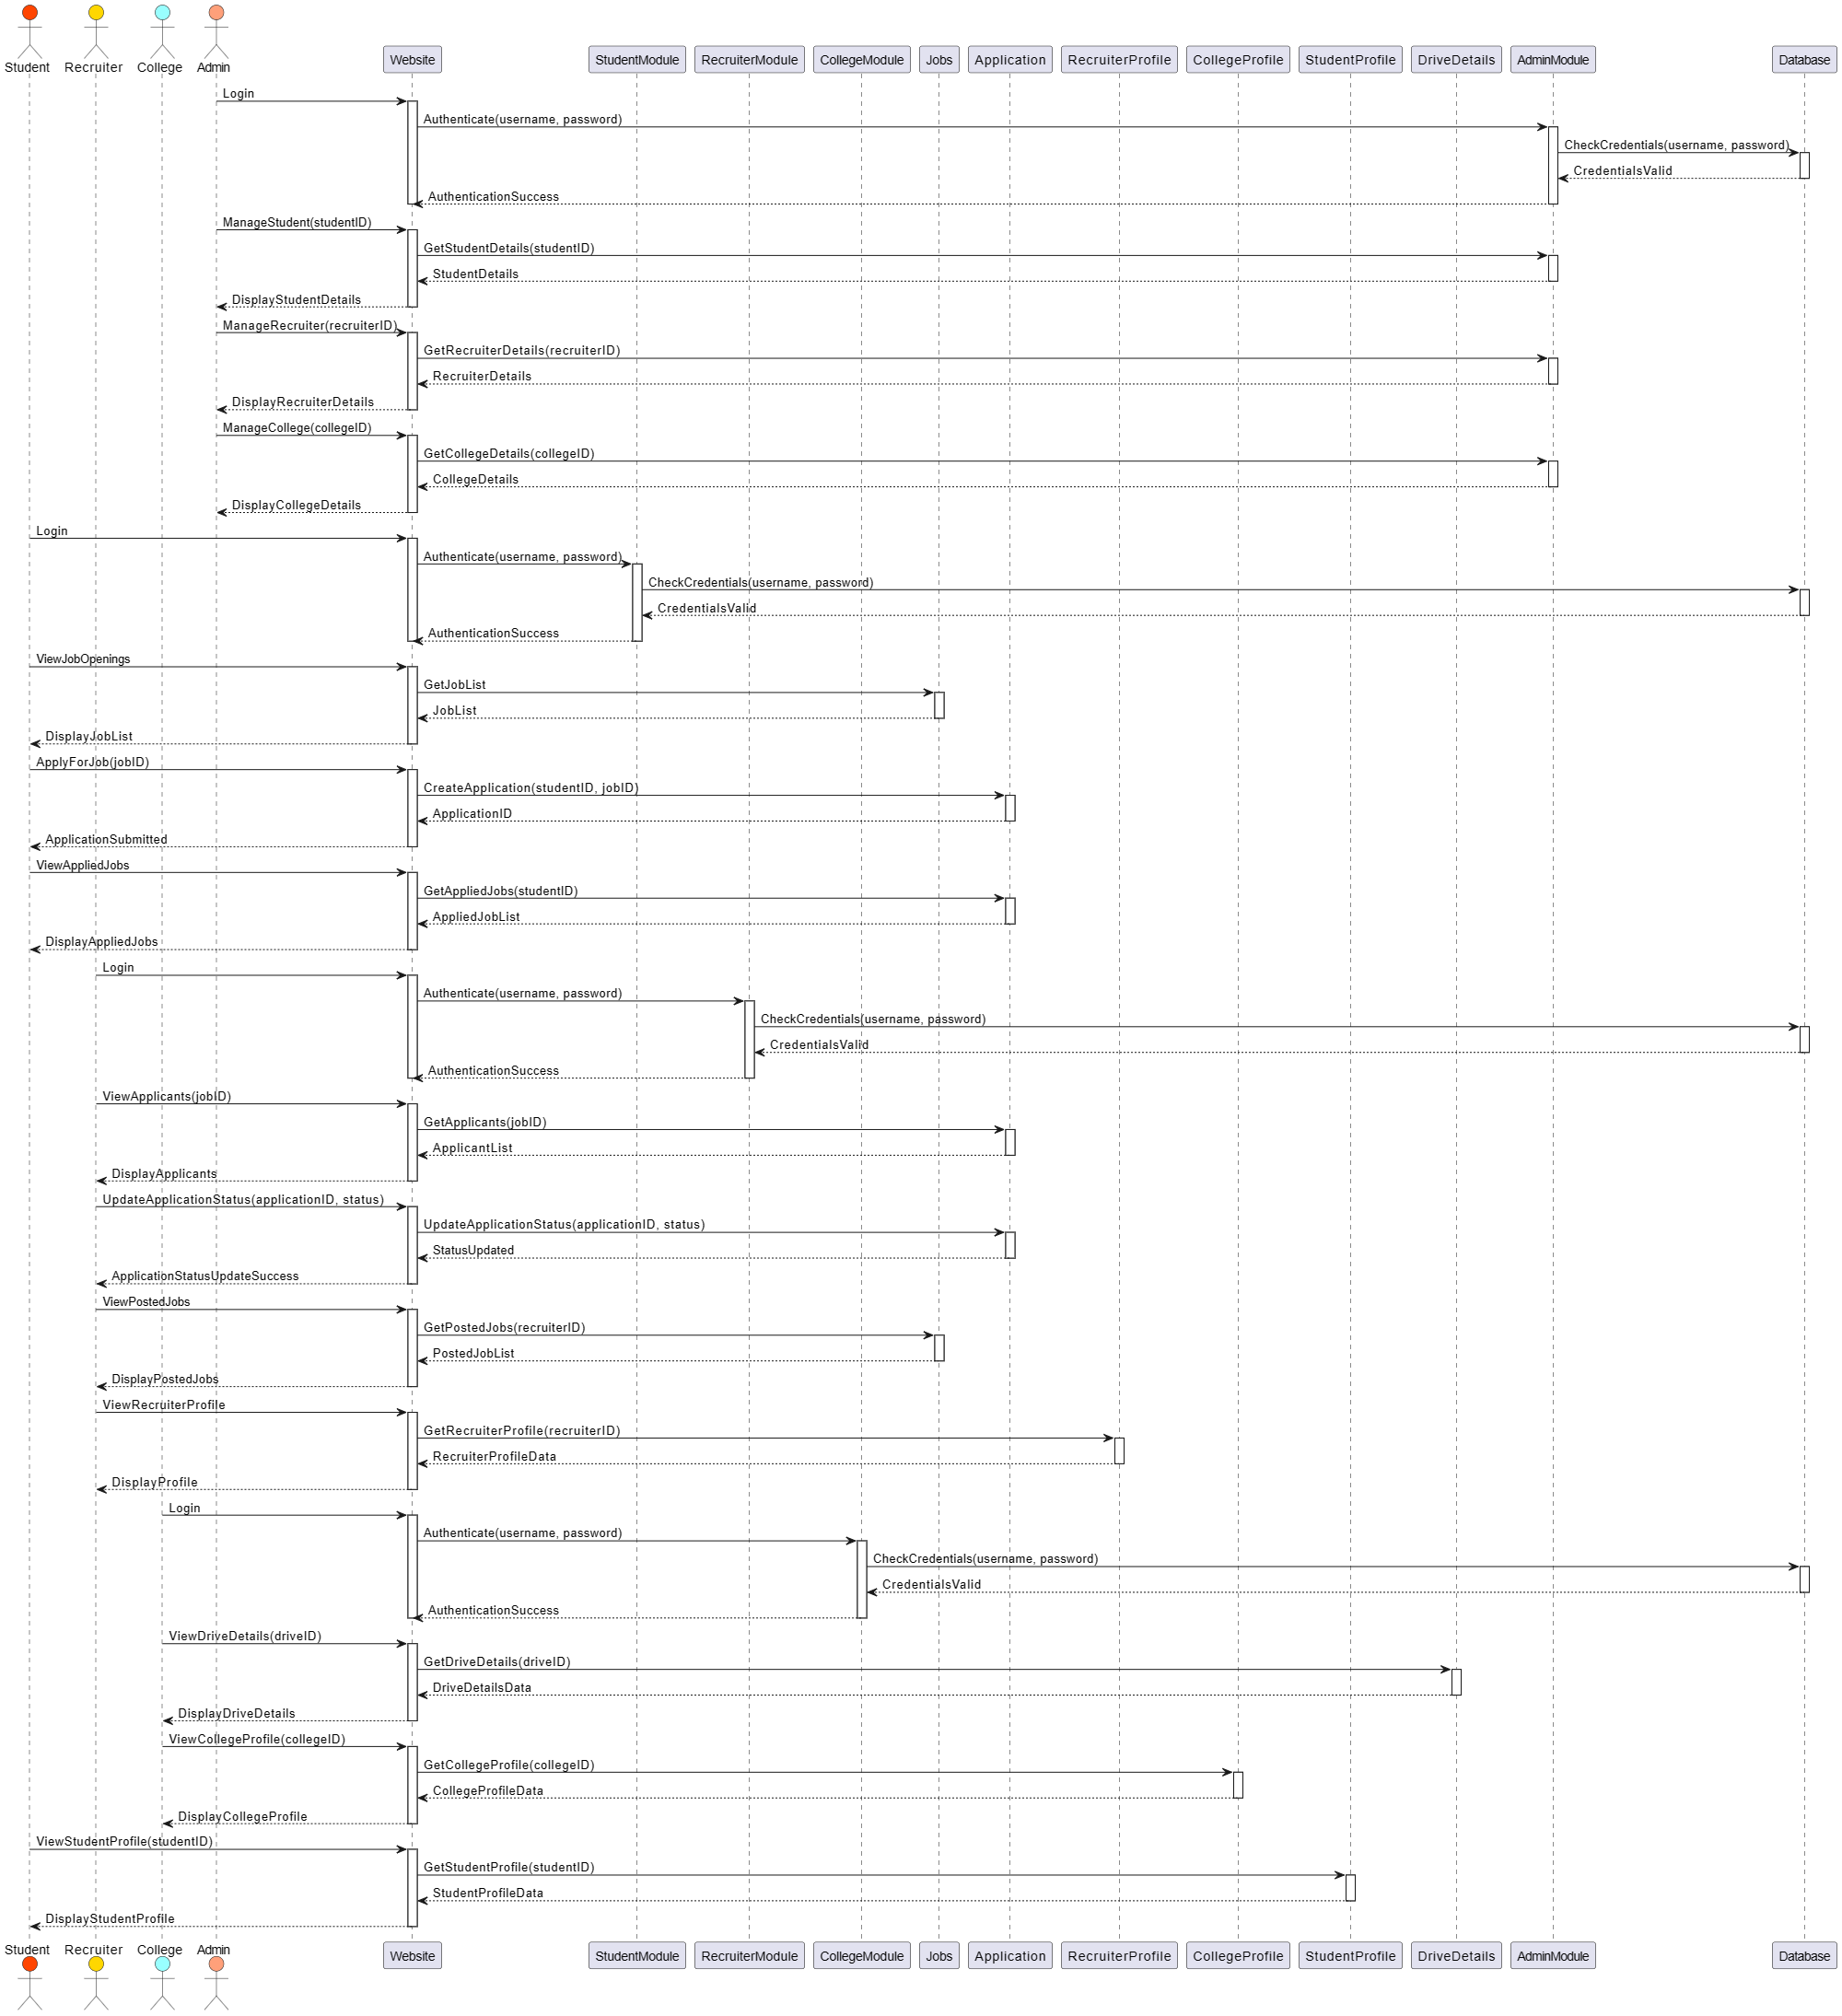 Student Recruiter College Admin Website StudentModule RecruiterModule CollegeModule Jobs Application RecruiterProfile CollegeProfile StudentProfile DriveDetails AdminModule Database
Login
Authenticate(username, password)
CheckCredentials(username, password)
CredentialsValid
AuthenticationSuccess
ManageStudent(studentID)
GetStudentDetails(studentID)
StudentDetails
DisplayStudentDetails
ManageRecruiter(recruiterID)
GetRecruiterDetails(recruiterID)
RecruiterDetails
DisplayRecruiterDetails
ManageCollege(collegeID)
GetCollegeDetails(collegeID)
CollegeDetails
DisplayCollegeDetails
Login
Authenticate(username, password)
CheckCredentials(username, password)
CredentialsValid
AuthenticationSuccess
ViewJobOpenings
GetJobList
JobList
DisplayJobList
ApplyForJob(jobID)
CreateApplication(studentID, jobID)
ApplicationID
ApplicationSubmitted
ViewAppliedJobs
GetAppliedJobs(studentID)
AppliedJobList
DisplayAppliedJobs
Login
Authenticate(username, password)
CheckCredentials(username, password)
CredentialsValid
AuthenticationSuccess
ViewApplicants(jobID)
GetApplicants(jobID)
ApplicantList
DisplayApplicants
UpdateApplicationStatus(applicationID, status)
UpdateApplicationStatus(applicationID, status)
StatusUpdated
ApplicationStatusUpdateSuccess
ViewPostedJobs
GetPostedJobs(recruiterID)
PostedJobList
DisplayPostedJobs
ViewRecruiterProfile
GetRecruiterProfile(recruiterID)
RecruiterProfileData
DisplayProfile
Login
Authenticate(username, password)
CheckCredentials(username, password)
CredentialsValid
AuthenticationSuccess
ViewDriveDetails(driveID)
GetDriveDetails(driveID)
DriveDetailsData
DisplayDriveDetails
ViewCollegeProfile(collegeID)
GetCollegeProfile(collegeID)
CollegeProfileData
DisplayCollegeProfile
ViewStudentProfile(studentID)
GetStudentProfile(studentID)
StudentProfileData
DisplayStudentProfile
Student Recruiter College Admin Website StudentModule RecruiterModule CollegeModule Jobs Application RecruiterProfile CollegeProfile StudentProfile DriveDetails AdminModule Database